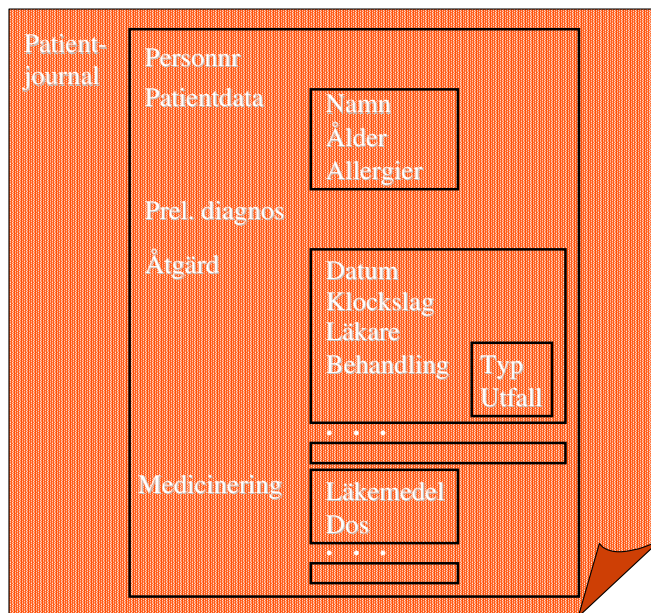 Patient-
journal
Personnr
Patientdata
Namn
Ålder
Allergier
Prel. diagnos
Åtgärd
Datum
Klockslag
Läkare
Behandling
Typ
Utfall
. . .
Medicinering
Läkemedel
Dos
. . .